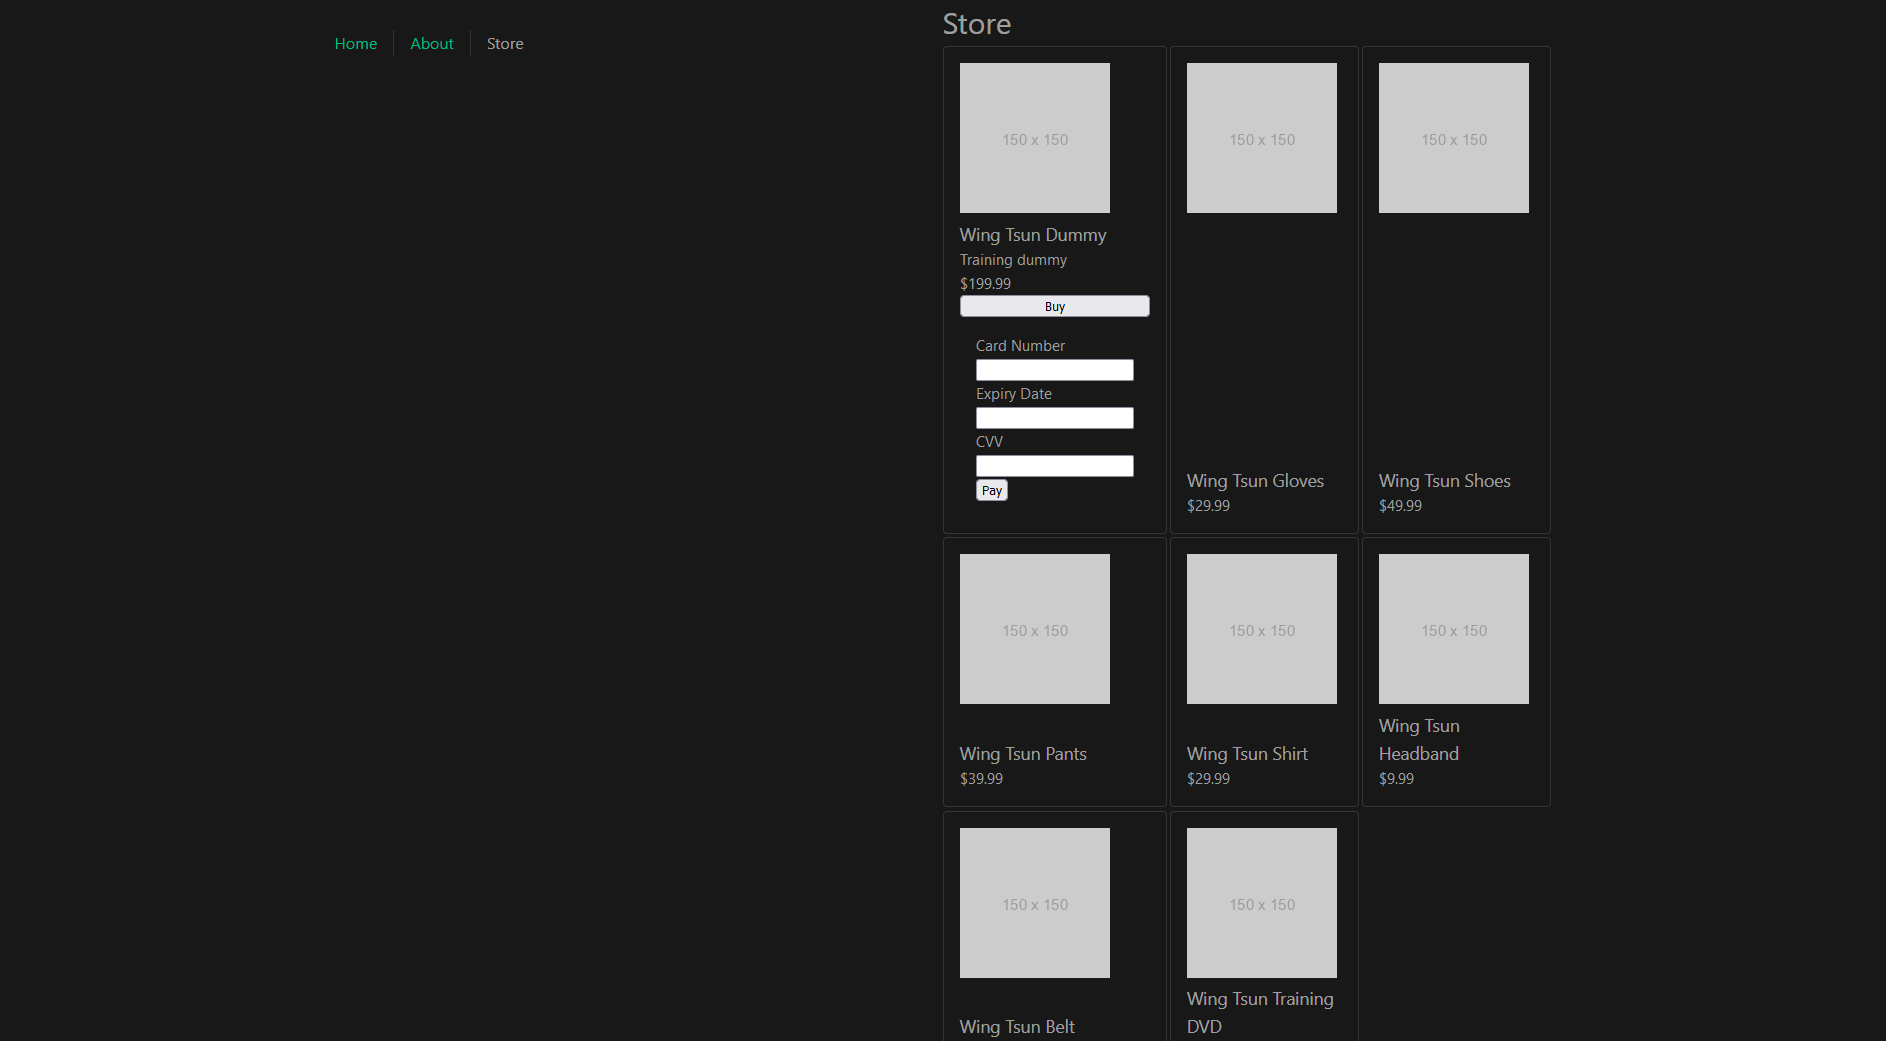 Home
About
Store
Store
150 x 150
150 x 150
150 x 150
Wing Tsun Dummy
Training dummy
$199.99
Buy
Card Number
Expiry Date
CVV
Pay
Wing Tsun Gloves
$29.99
Wing Tsun Shoes
$49.99
150 x 150
150 x 150
150 x 150
Wing Tsun Pants
$39.99
Wing Tsun Shirt
$29.99
Wing Tsun
Headband
$9.99
150 x 150
150 x 150
Wing Tsun Belt
Wing Tsun Training
DVD